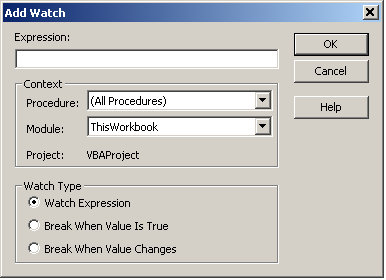 Add Watch
Expression:
OK
Cancel
Context
Procedure: (All Procedures)
Help
Module: ThisWorkbook
Project: VBAProject
Watch Type
Watch Expression
Break When Value Is True
Break When Value Changes